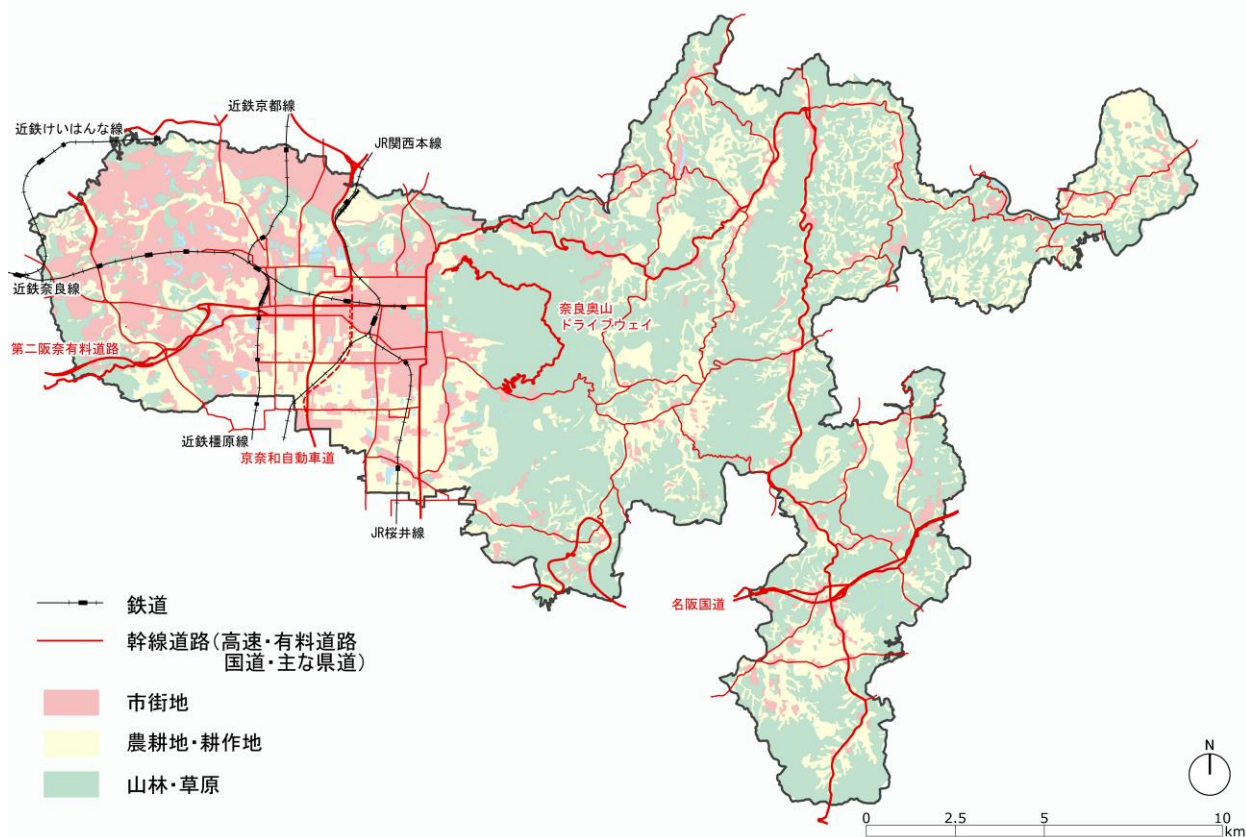 近鉄京都線
近鉄けいはんな線
JR関西本線
近鉄奈良線
奈良奥山
ドライブウェイ
第二阪奈有料道路
近鉄橿原線
京奈和自動車道
JR桜井線
名阪国道
鉄道
幹線道路(高速・有料道路
国道・主な県道)
市街地
農耕地・耕作地
山林・草原
N
0 2.5 5 10
km